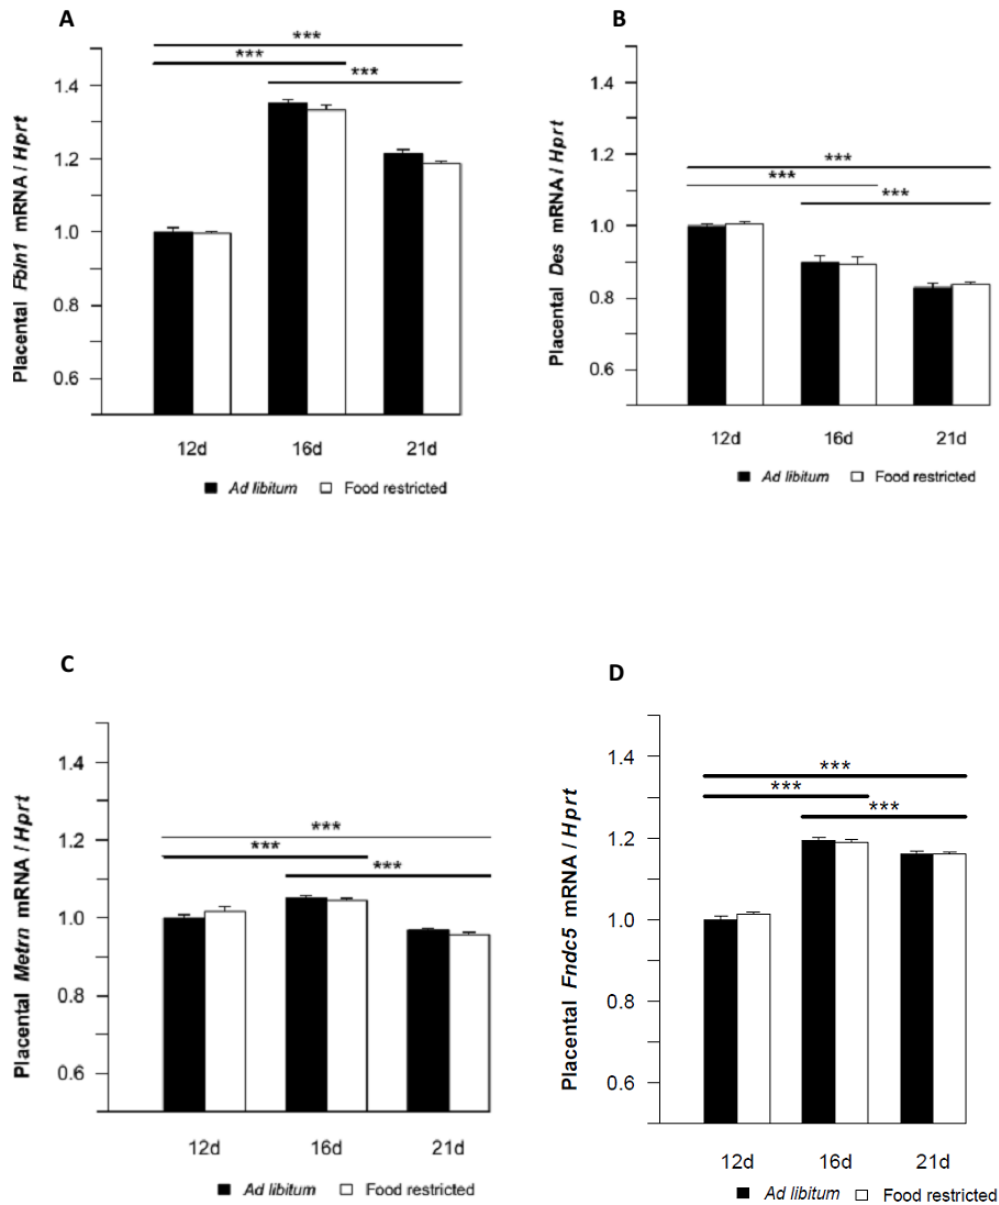 A
Placental Fbln1 mRNA / Hprt
***
***
***
1.4
1.2
1.0
0.8
0.6
12d 16d 21d
Ad libitum Food restricted
B
Placental Des mRNA / Hprt
***
***
***
1.4
1.2
1.0
0.8
0.6
12d 16d 21d
Ad libitum Food restricted
C
Placental Metrn mRNA / Hprt
***
***
***
1.4
1.2
1.0
0.8
0.6
12d 16d 21d
Ad libitum Food restricted
D
Placental Fndc5 mRNA / Hprt
***
***
***
1.4
1.2
1.0
0.8
0.6
12d 16d 21d
Ad libitum Food restricted